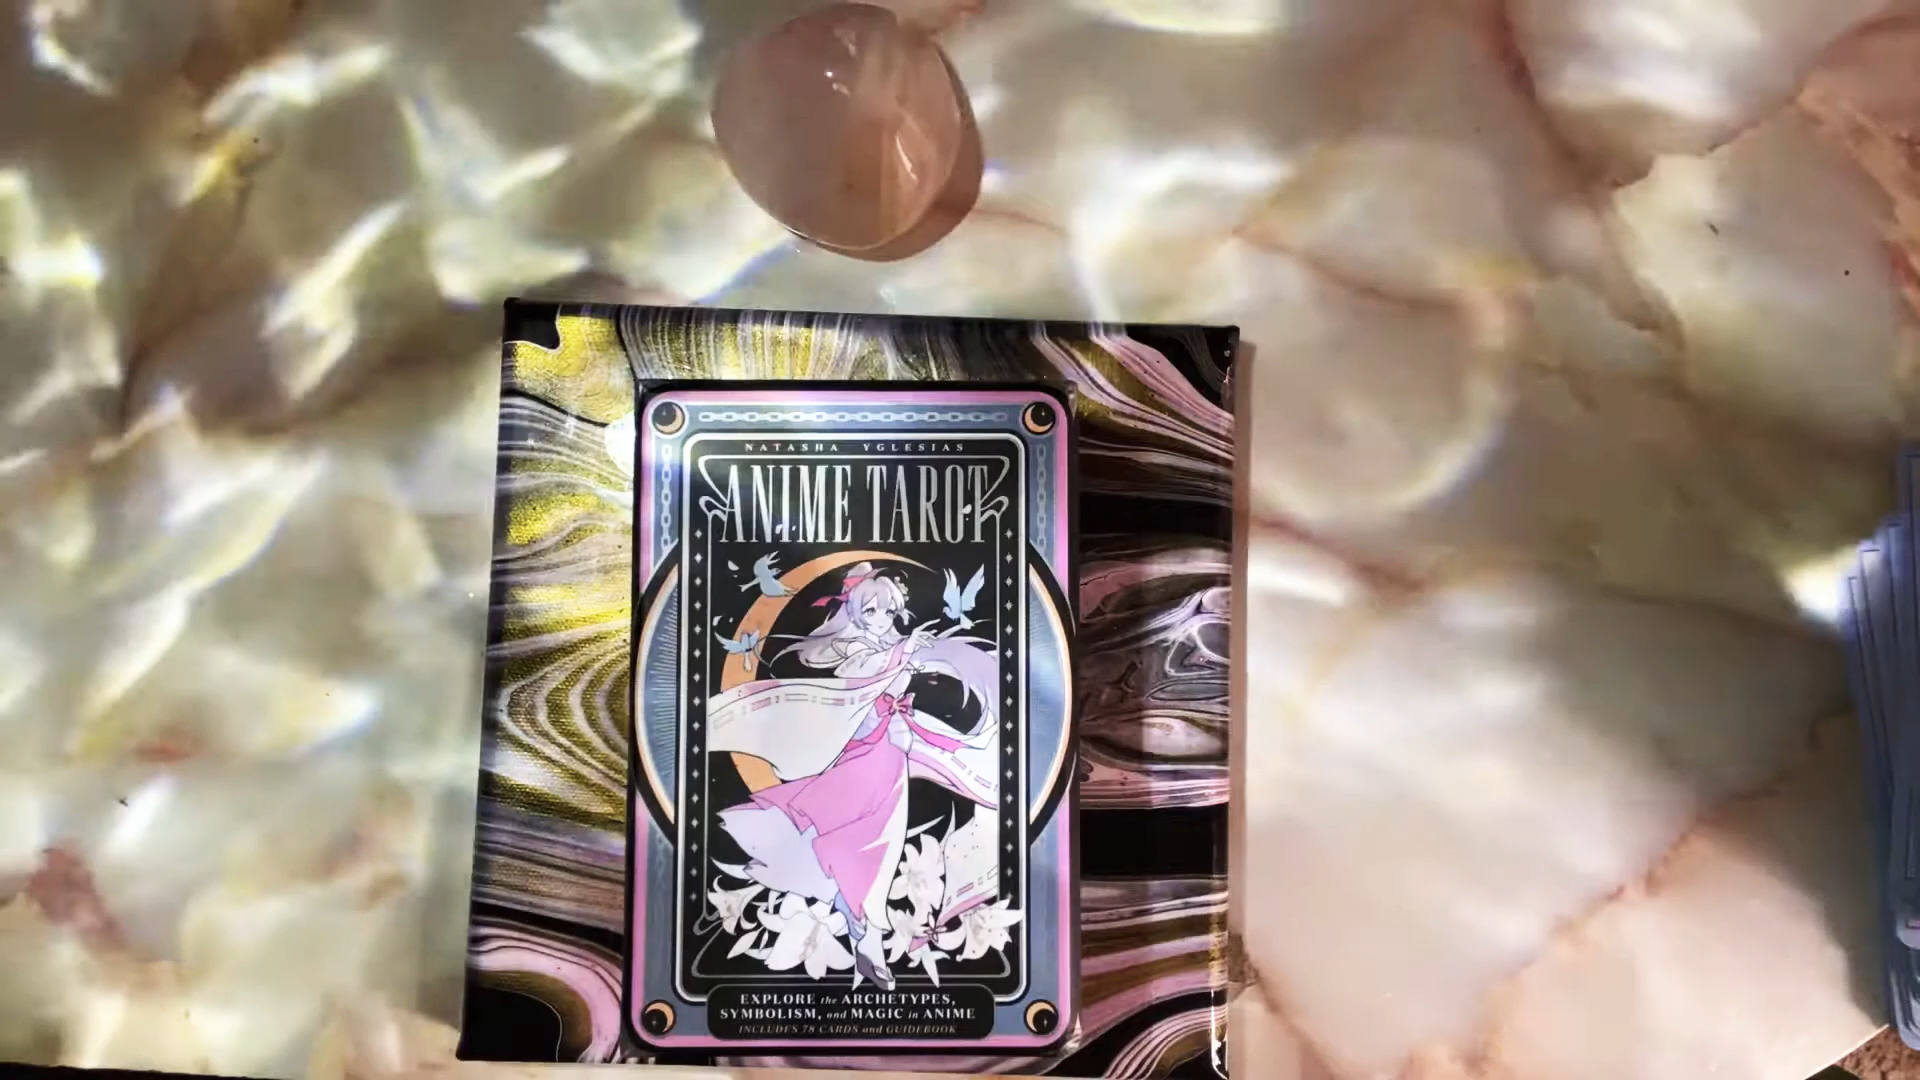 NATASHA YGLESIAS
ANIME TAROT
EXPLORE the ARCHETYPES,
SYMBOLISM, and MAGIC in ANIME
INCLUDES 78 CARDS and GUIDEBOOK